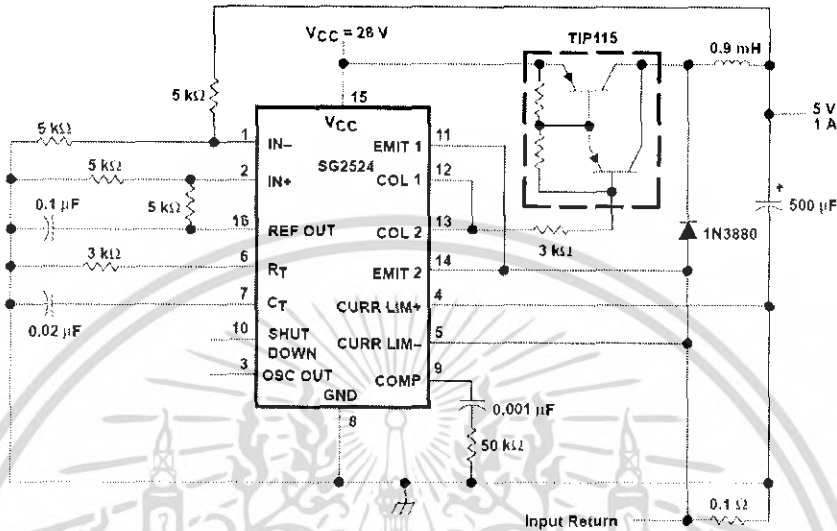 VCC = 28 V
TIP115
0.9 mH
5 kΩ
15
5 V
1 A
5 kΩ
1
VCC
IN–
EMIT 1
11
SG2524
5 kΩ
2
IN+
COL 1
12
0.1 µF
5 kΩ
16
REF OUT
COL 2
13
3 kΩ
+
500 µF
1N3880
3 kΩ
6
RT
EMIT 2
14
7
CT
CURR LIM+
4
0.02 µF
10
SHUT
DOWN
CURR LIM–
5
3
OSC OUT
COMP
9
GND
0.001 µF
8
50 kΩ
0.1 Ω
Input Return